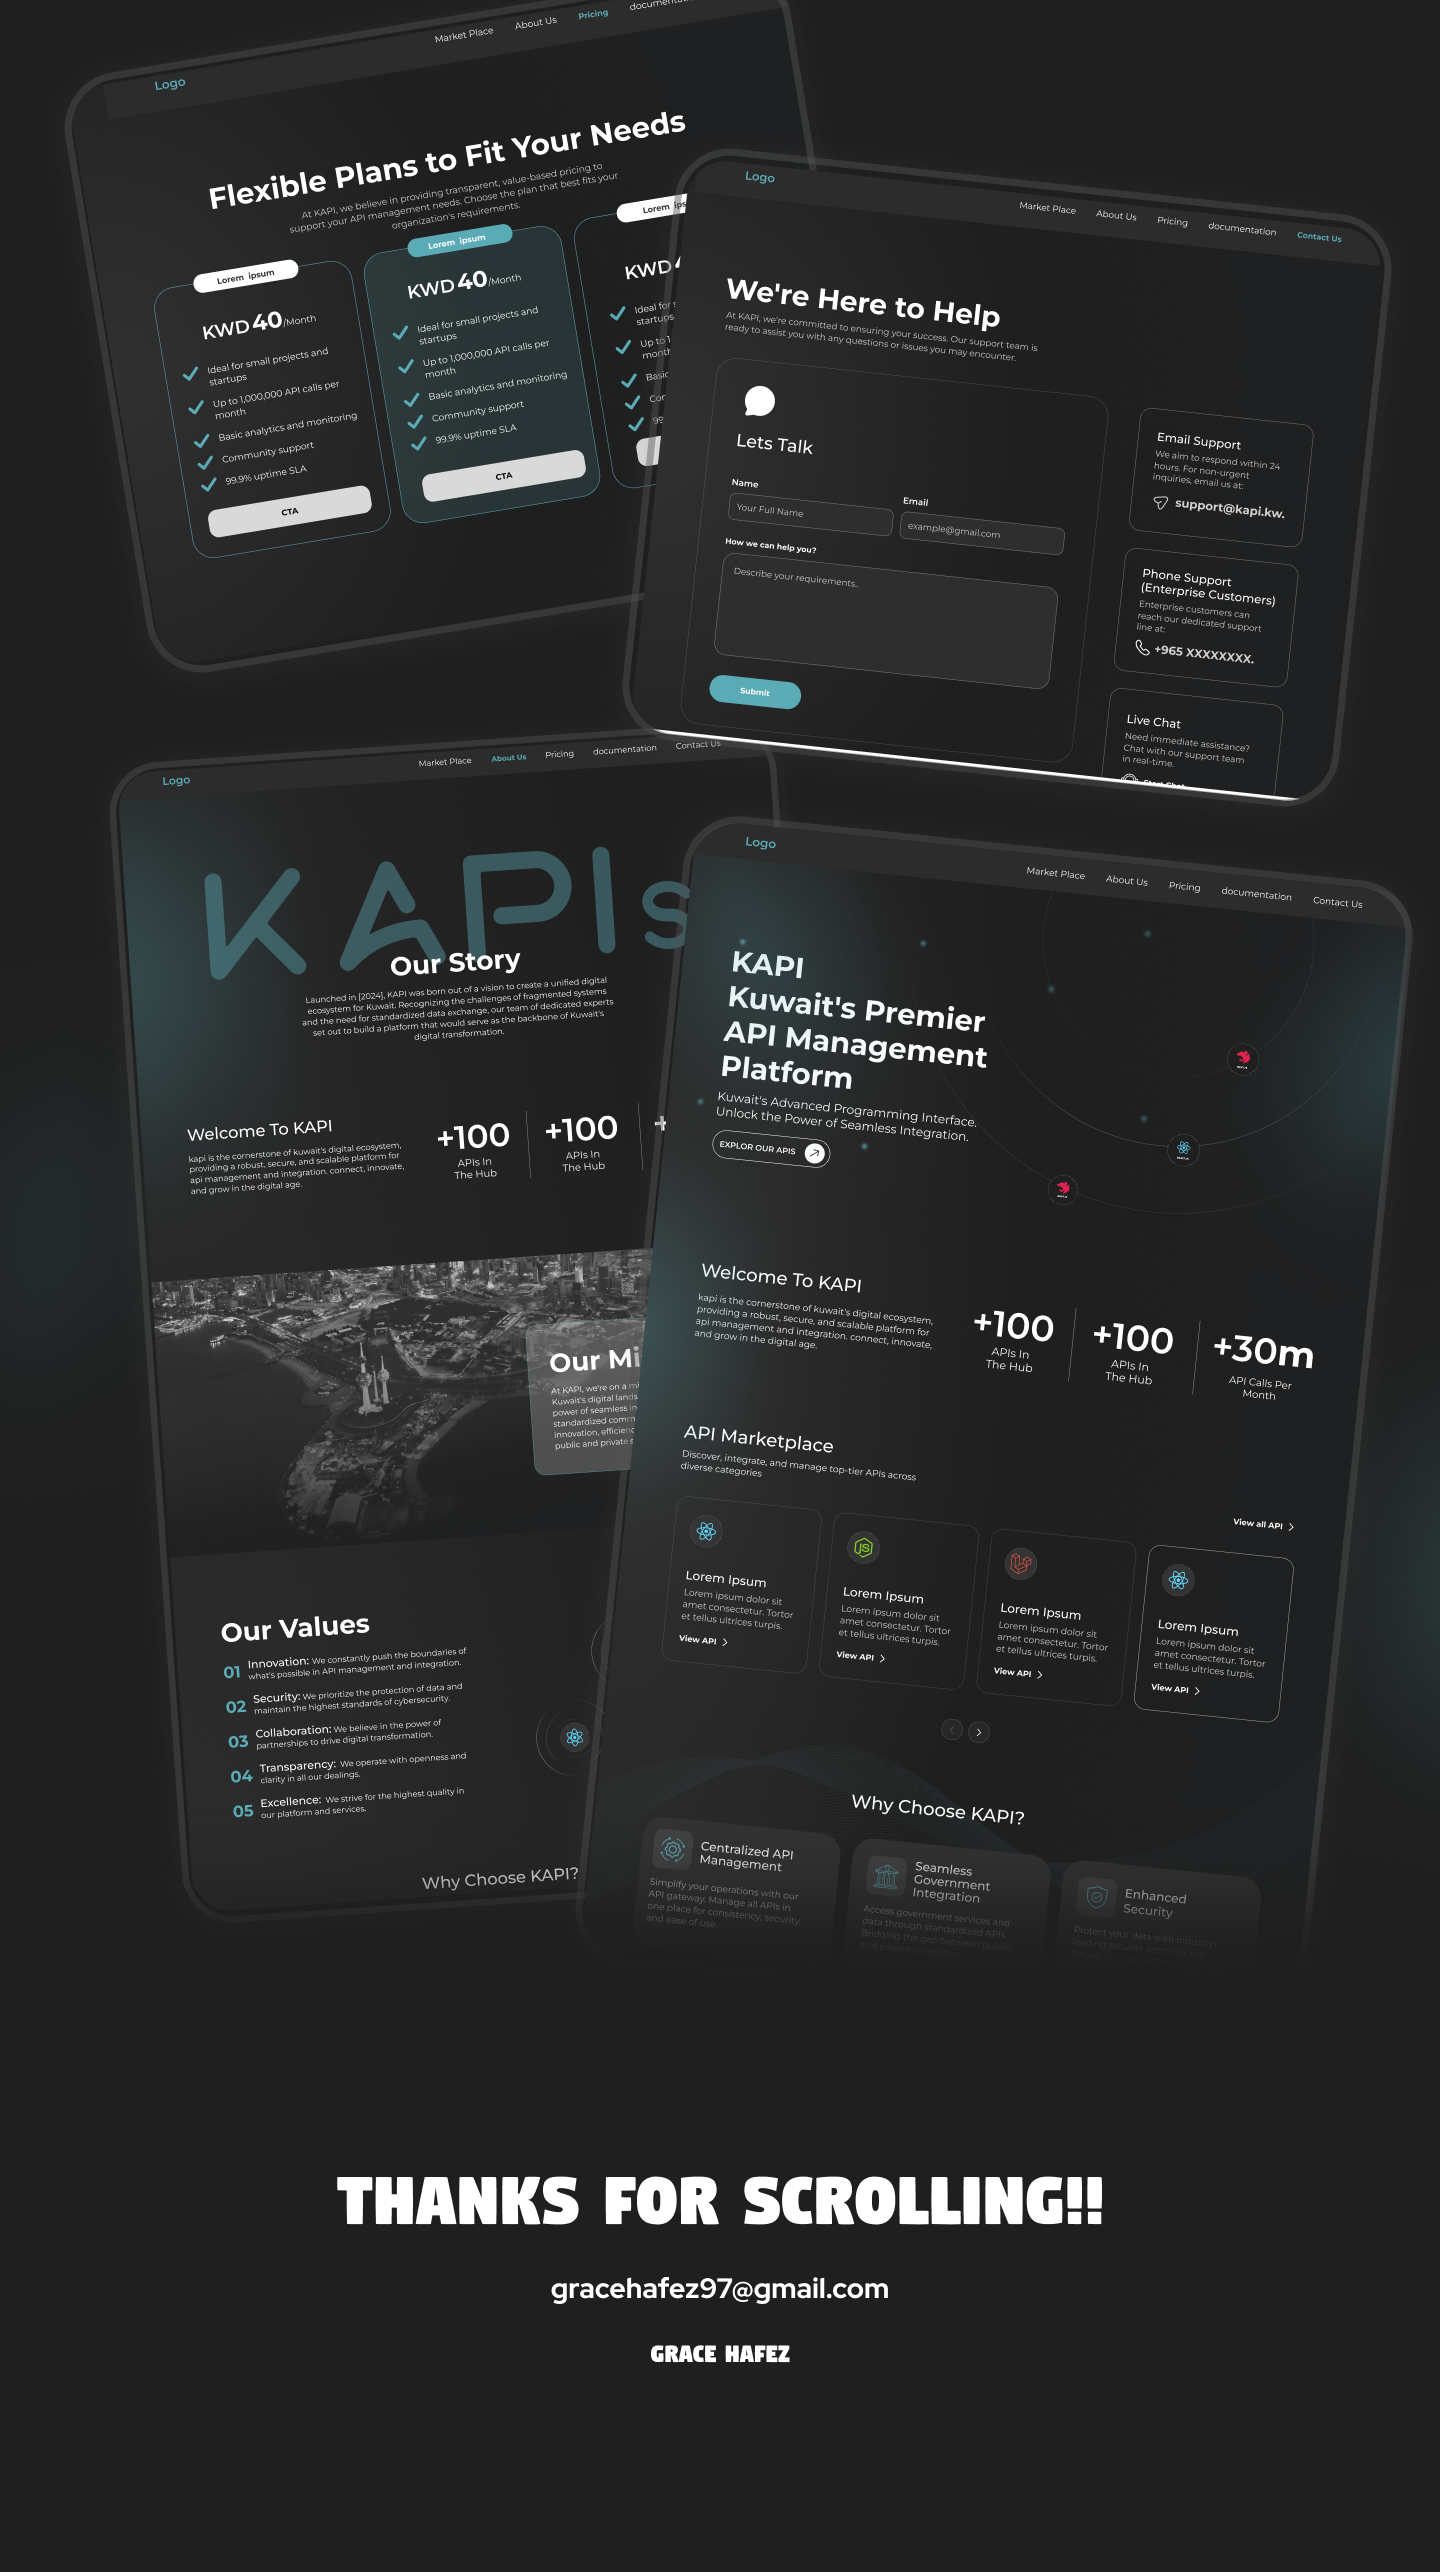 Logo
Market Place
About Us
Pricing
Flexible Plans to Fit Your Needs
At KAPI, we believe in providing transparent, value-based pricing to
support your API management needs. Choose the plan that best fits your
organization's requirements.
Lorem ipsum
KWD 40 /Month
Ideal for small projects and
startups
Up to 1,000,000 API calls per
month
Basic analytics and monitoring
Community support
99.9% uptime SLA
CTA
Lorem ipsum
KWD 40 /Month
Ideal for small projects and
startups
Up to 1,000,000 API calls per
month
Basic analytics and monitoring
Community support
99.9% uptime SLA
CTA
Lorem ips
KWD
Ideal for s
startups
Up to 1
month
Basic
Cor
99
Logo
Market Place
About Us
Pricing
documentation
Contact Us
We're Here to Help
At KAPI, we're committed to ensuring your success. Our support team is
ready to assist you with any questions or issues you may encounter.
Lets Talk
Name
Your Full Name
Email
example@gmail.com
How we can help you?
Describe your requirements..
Submit
Email Support
We aim to respond within 24
hours. For non-urgent
inquiries, email us at:
support@kapi.kw.
Phone Support
(Enterprise Customers)
Enterprise customers can
reach our dedicated support
line at:
+965 XXXXXXXX.
Live Chat
Need immediate assistance?
Chat with our support team
in real-time.
Start Chat
Logo
Market Place
About Us
Pricing
documentation
Contact Us
KAPIs
Our Story
Launched in [2024], KAPI was born out of a vision to create a unified digital
ecosystem for Kuwait. Recognizing the challenges of fragmented systems
and the need for standardized data exchange, our team of dedicated experts
set out to build a platform that would serve as the backbone of Kuwait's
digital transformation.
Welcome To KAPI
kapi is the cornerstone of kuwait's digital ecosystem,
providing a robust, secure, and scalable platform for
api management and integration. connect, innovate,
and grow in the digital age.
+100
APIs In
The Hub
+100
APIs In
The Hub
+
Our Mi
At KAPI, we're on a mi
Kuwait's digital lands
power of seamless in
standardized comm
innovation, efficienc
public and private s
Our Values
01 Innovation: We constantly push the boundaries of
what's possible in API management and integration.
02 Security: We prioritize the protection of data and
maintain the highest standards of cybersecurity.
03 Collaboration: We believe in the power of
partnerships to drive digital transformation.
04 Transparency: We operate with openness and
clarity in all our dealings.
05 Excellence: We strive for the highest quality in
our platform and services.
Why Choose KAPI?
Logo
Market Place
About Us
Pricing
documentation
Contact Us
KAPI
Kuwait's Premier
API Management
Platform
Kuwait's Advanced Programming Interface.
Unlock the Power of Seamless Integration.
EXPLOR OUR APIS
Welcome To KAPI
kapi is the cornerstone of kuwait's digital ecosystem,
providing a robust, secure, and scalable platform for
api management and integration. connect, innovate,
and grow in the digital age.
+100
APIs In
The Hub
+100
APIs In
The Hub
+30m
API Calls Per
Month
API Marketplace
Discover, integrate, and manage top-tier APIs across
diverse categories
View all API
Lorem Ipsum
Lorem ipsum dolor sit
amet consectetur. Tortor
et tellus ultrices turpis.
View API
Lorem Ipsum
Lorem ipsum dolor sit
amet consectetur. Tortor
et tellus ultrices turpis.
View API
Lorem Ipsum
Lorem ipsum dolor sit
amet consectetur. Tortor
et tellus ultrices turpis.
View API
Lorem Ipsum
Lorem ipsum dolor sit
amet consectetur. Tortor
et tellus ultrices turpis.
View API
Why Choose KAPI?
Centralized API
Management
Simplify your operations with our
API gateway. Manage all APIs in
one place for consistency, security,
and ease of use.
Seamless
Government
Integration
Access government services and
data through standardized APIs.
Bridging the gap between public
Enhanced
Security
Protect your data with industry-
leading security protocols like
THANKS FOR SCROLLING!!
gracehafez97@gmail.com
GRACE HAFEZ